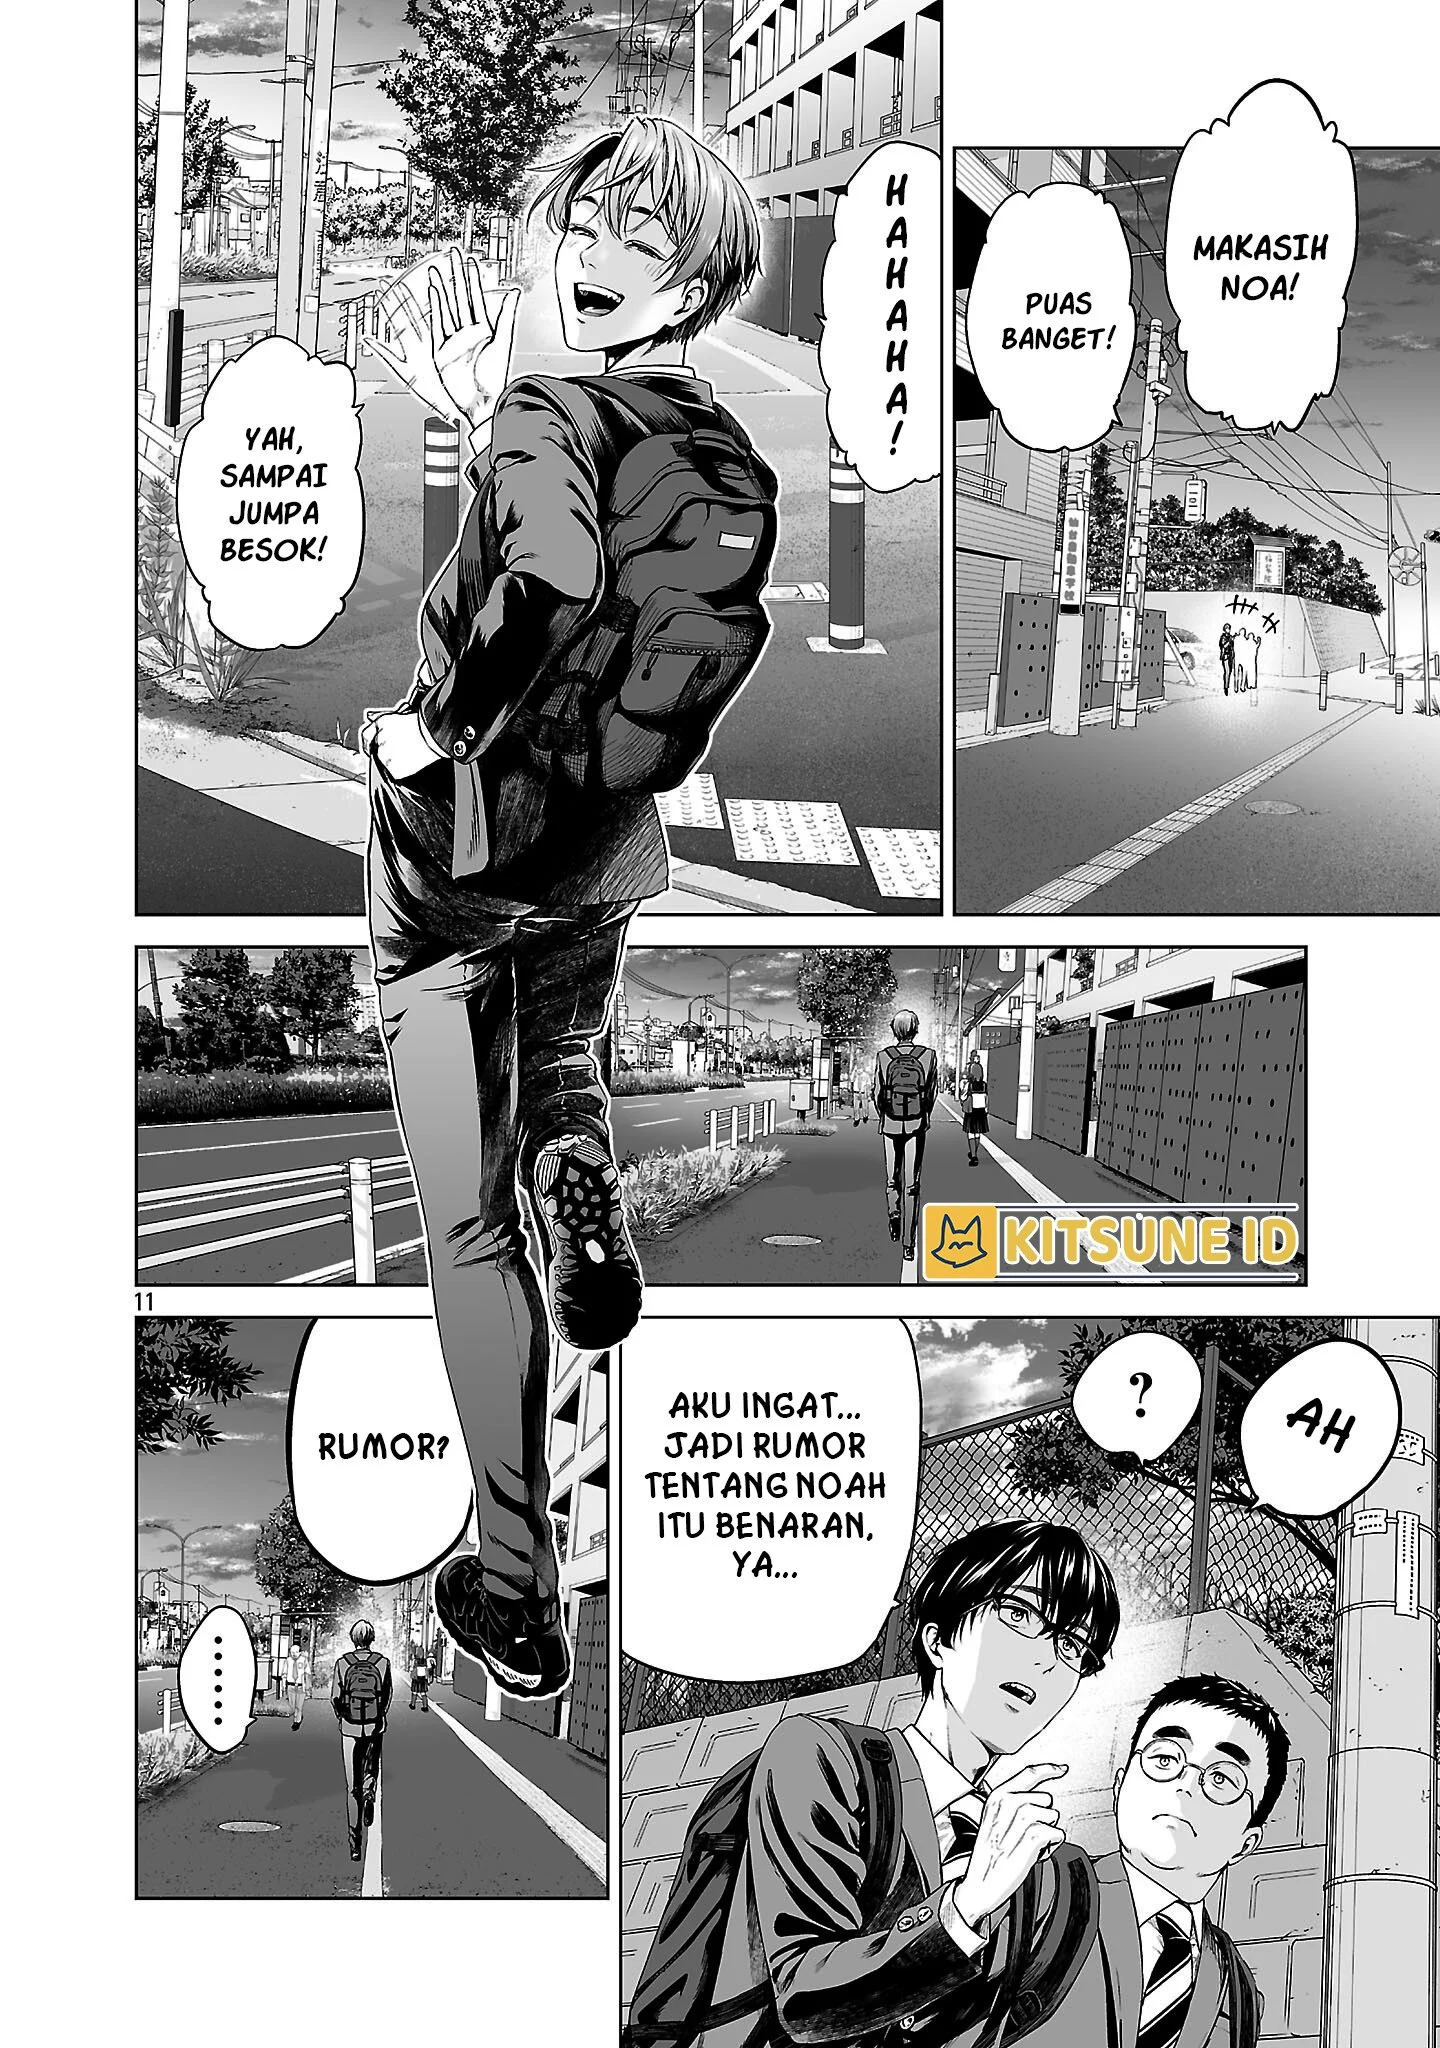 MAKASIH
NOA!
PUAS
BANGET!
HAHAHAHA!
YAH,
SAMPAI
JUMPA
BESOK!
KITSUNE ID
11
AH
?
AKU INGAT...
JADI RUMOR
TENTANG NOAH
ITU BENARAN,
YA...
RUMOR?
......